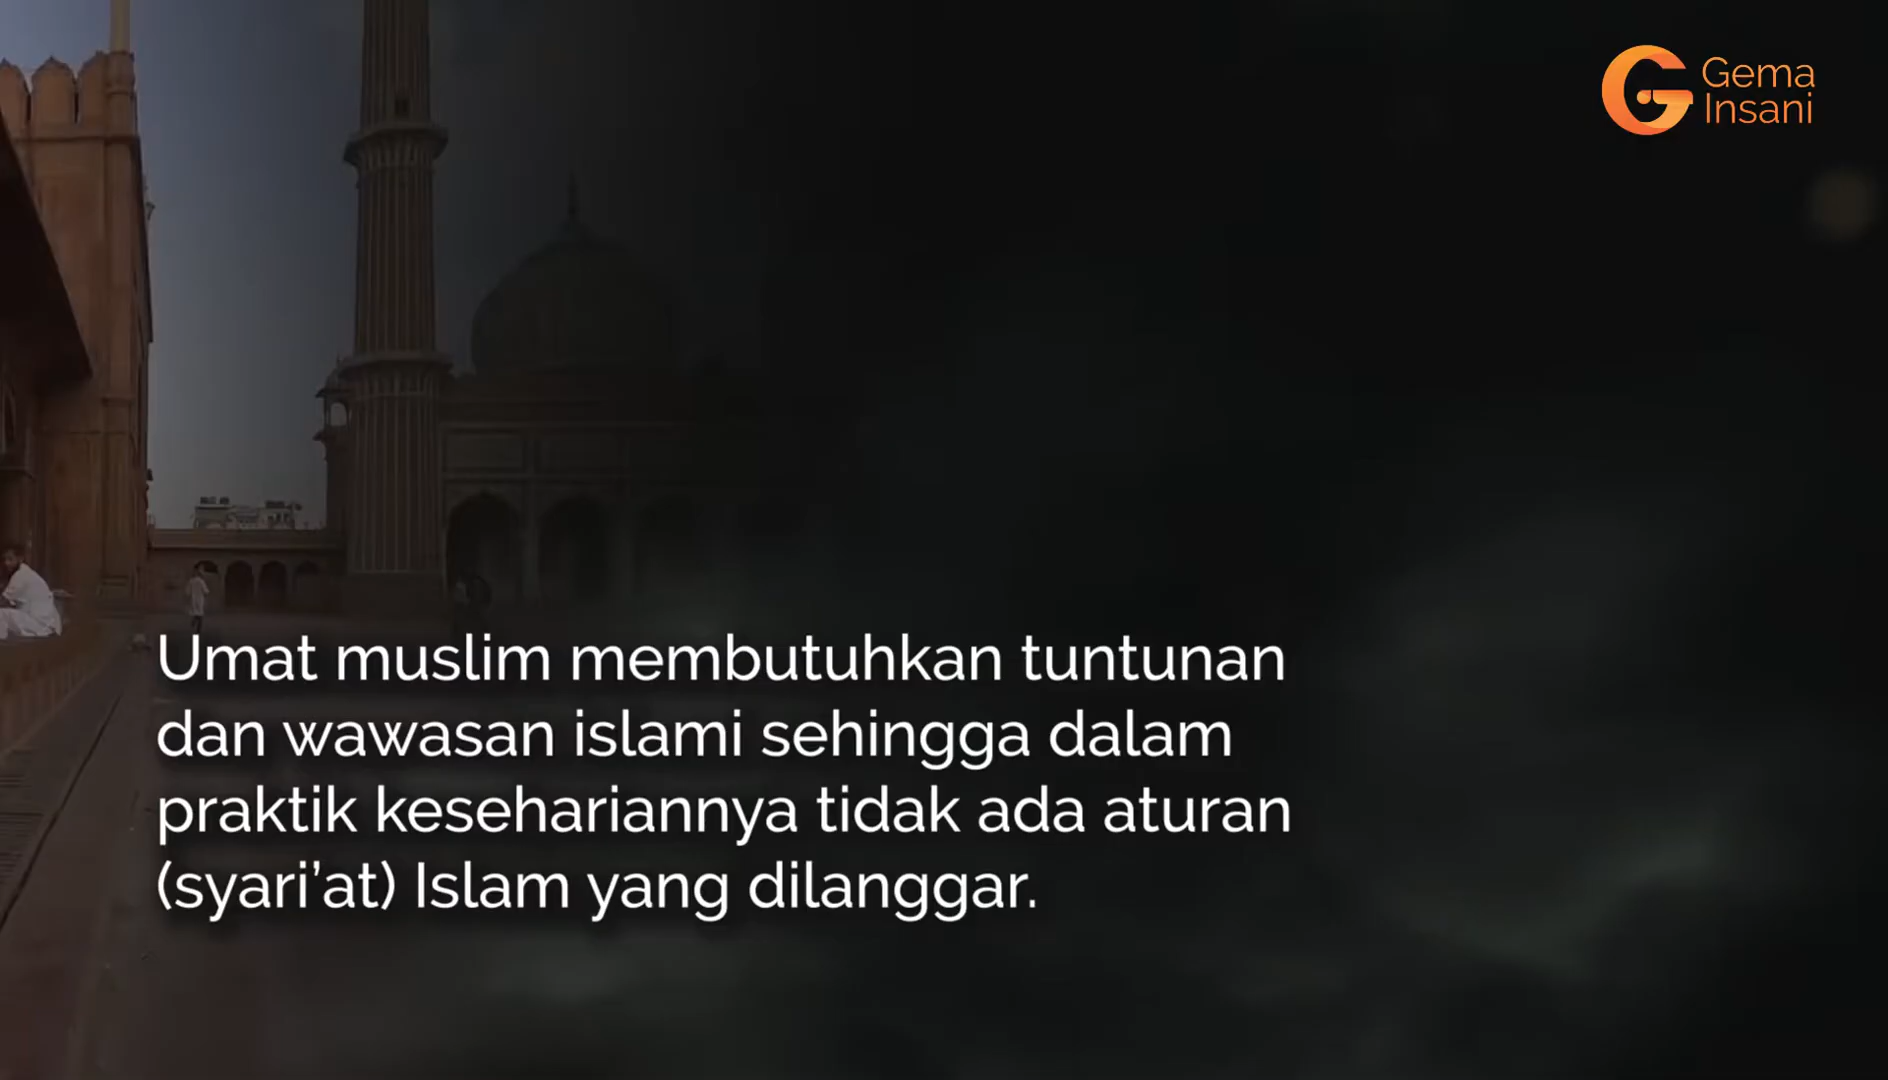 Gema
Insani
Umat muslim membutuhkan tuntunan
dan wawasan islami sehingga dalam
praktik kesehariannya tidak ada aturan
(syari’at) Islam yang dilanggar.